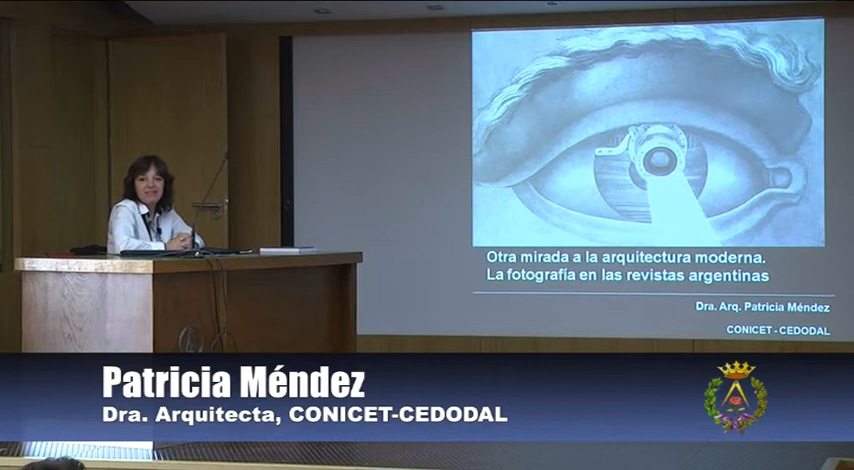 Otra mirada a la arquitectura moderna.
La fotografía en las revistas argentinas
Dra. Arq. Patricia Méndez
CONICET - CEDODAL
Patricia Méndez
Dra. Arquitecta, CONICET-CEDODAL